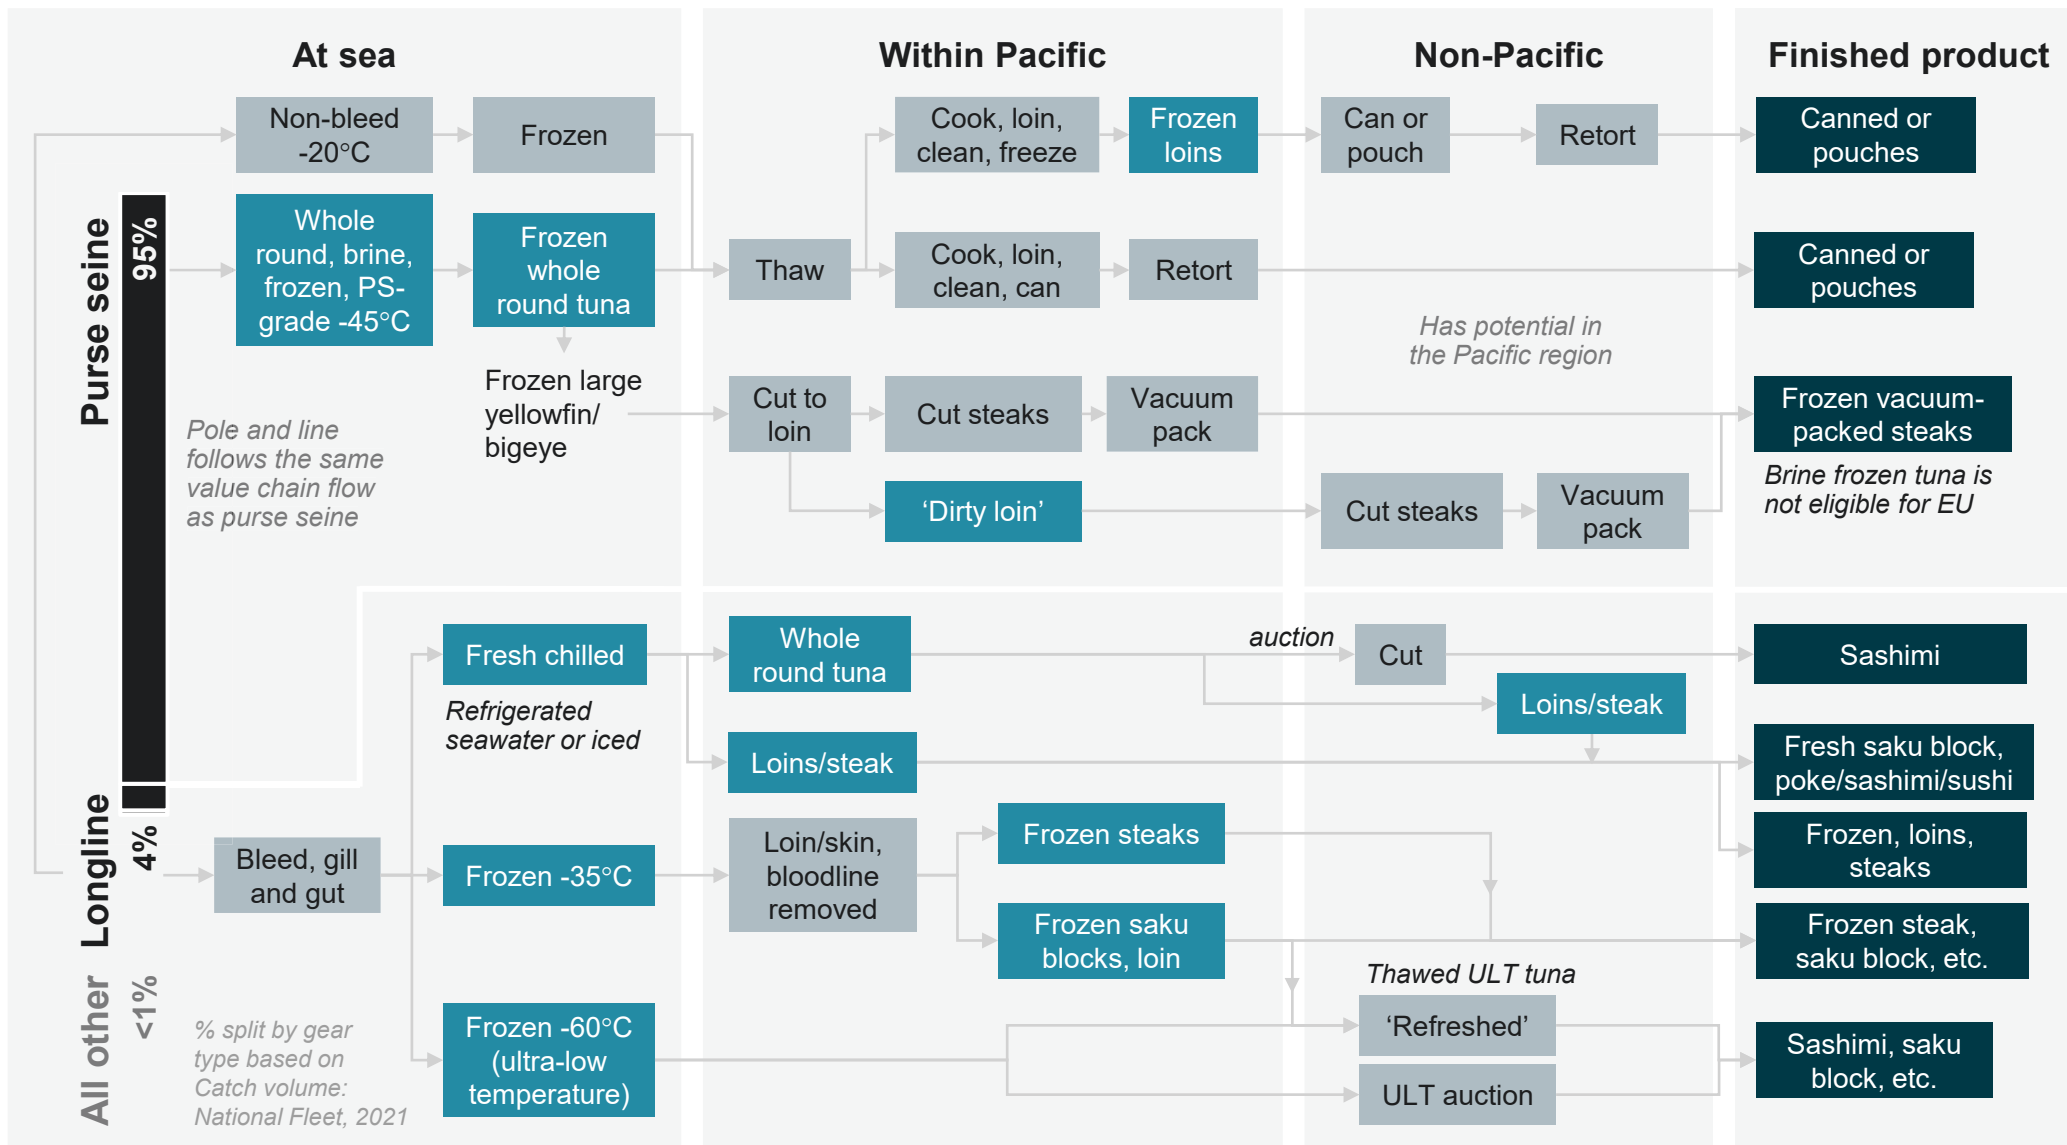 At sea
Within Pacific
Non-Pacific
Finished product
Non-bleed
-20°C
Frozen
Cook, loin,
clean, freeze
Frozen
loins
Can or
pouch
Retort
Canned or
pouches
Purse seine
95%
Whole
round, brine,
frozen, PS-
grade -45°C
Frozen
whole
round tuna
Thaw
Cook, loin,
clean, can
Retort
Canned or
pouches
Has potential in
the Pacific region
Frozen large
yellowfin/
bigeye
Cut to
loin
Cut steaks
Vacuum
pack
Frozen vacuum-
packed steaks
Pole and line
follows the same
value chain flow
as purse seine
'Dirty loin'
Cut steaks
Vacuum
pack
Brine frozen tuna is
not eligible for EU
Fresh chilled
Refrigerated
seawater or iced
Whole
round tuna
auction
Cut
Sashimi
Loins/steak
Loins/steak
Fresh saku block,
poke/sashimi/sushi
Longline
4%
Bleed, gill
and gut
Frozen -35°C
Loin/skin,
bloodline
removed
Frozen steaks
Frozen, loins,
steaks
Frozen saku
blocks, loin
Frozen steak,
saku block, etc.
All other
<1%
% split by gear
type based on
Catch volume:
National Fleet, 2021
Frozen -60°C
(ultra-low
temperature)
Thawed ULT tuna
'Refreshed'
ULT auction
Sashimi, saku
block, etc.